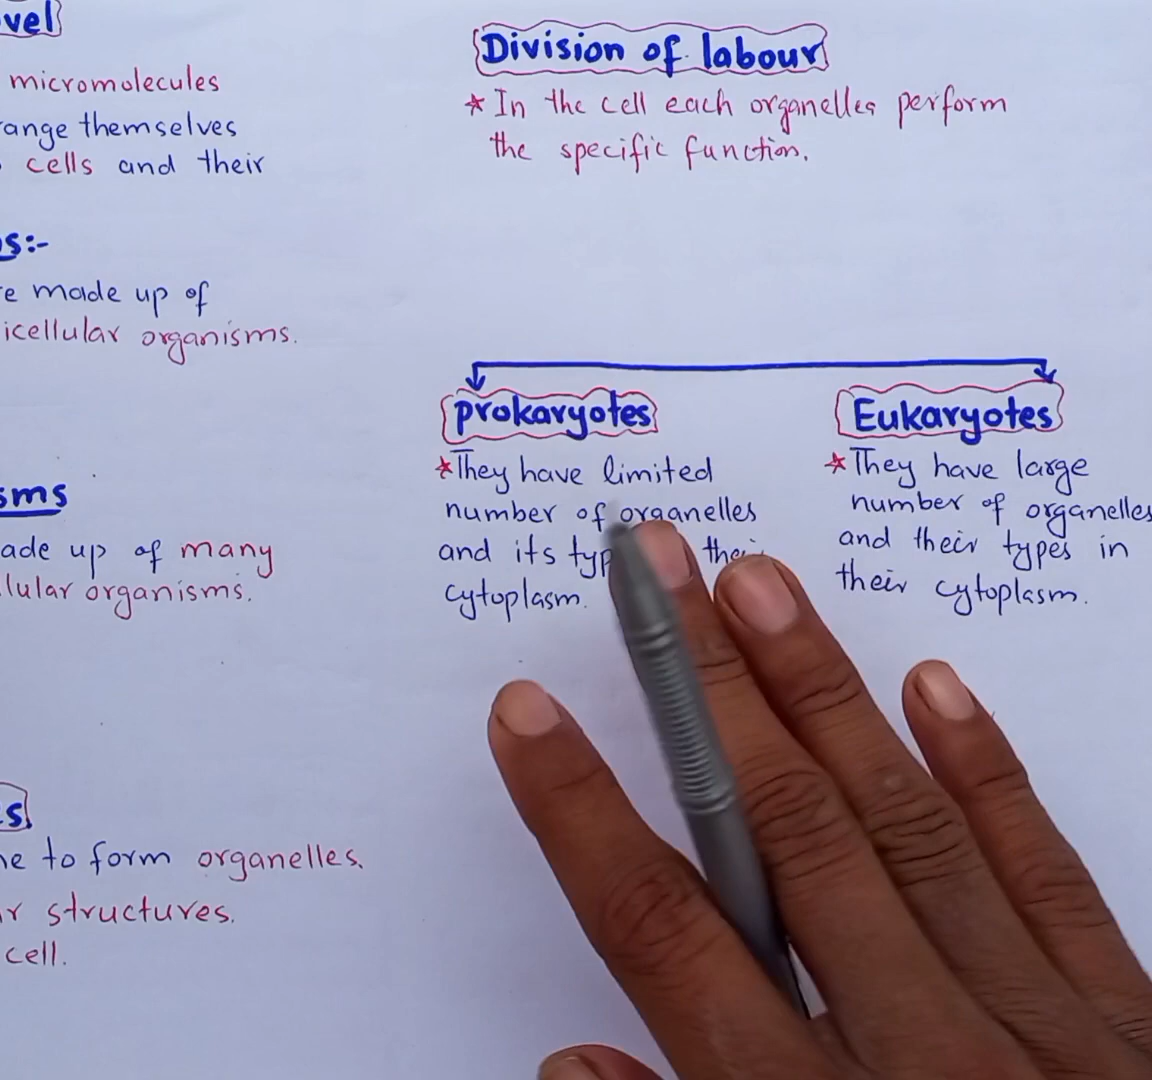 vel
micromolecules
ange themselves
cells and their
s:-
e made up of
icellular organisms.
sms
ade up of many
lular organisms.
s
e to form organelles.
r structures.
cell.
Division of labour
* In the cell each organelles perform
the specific function.
Prokaryotes
*They have limited
number of organelles
and its typ thei
cytoplasm.
Eukaryotes
*They have large
number of organelles
and their types in
their cytoplasm.